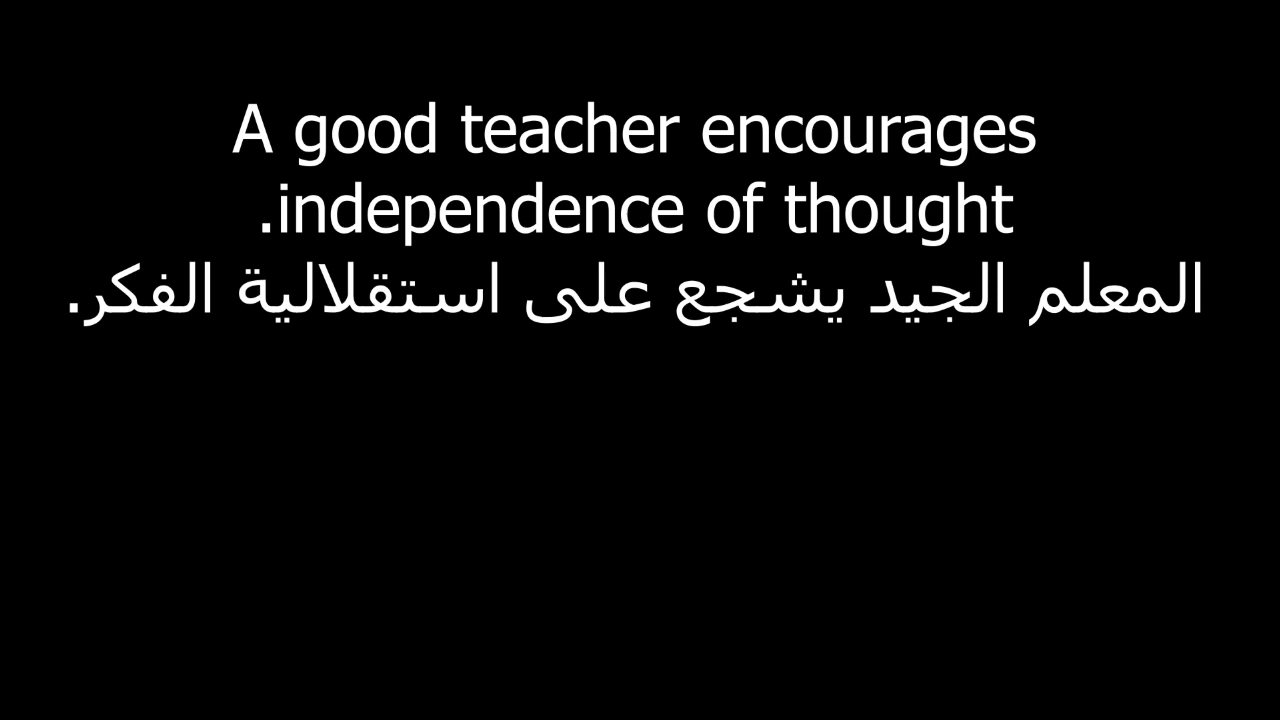 A good teacher encourages
.independence of thought
المعلم الجيد يشجع على استقلالية الفكر.